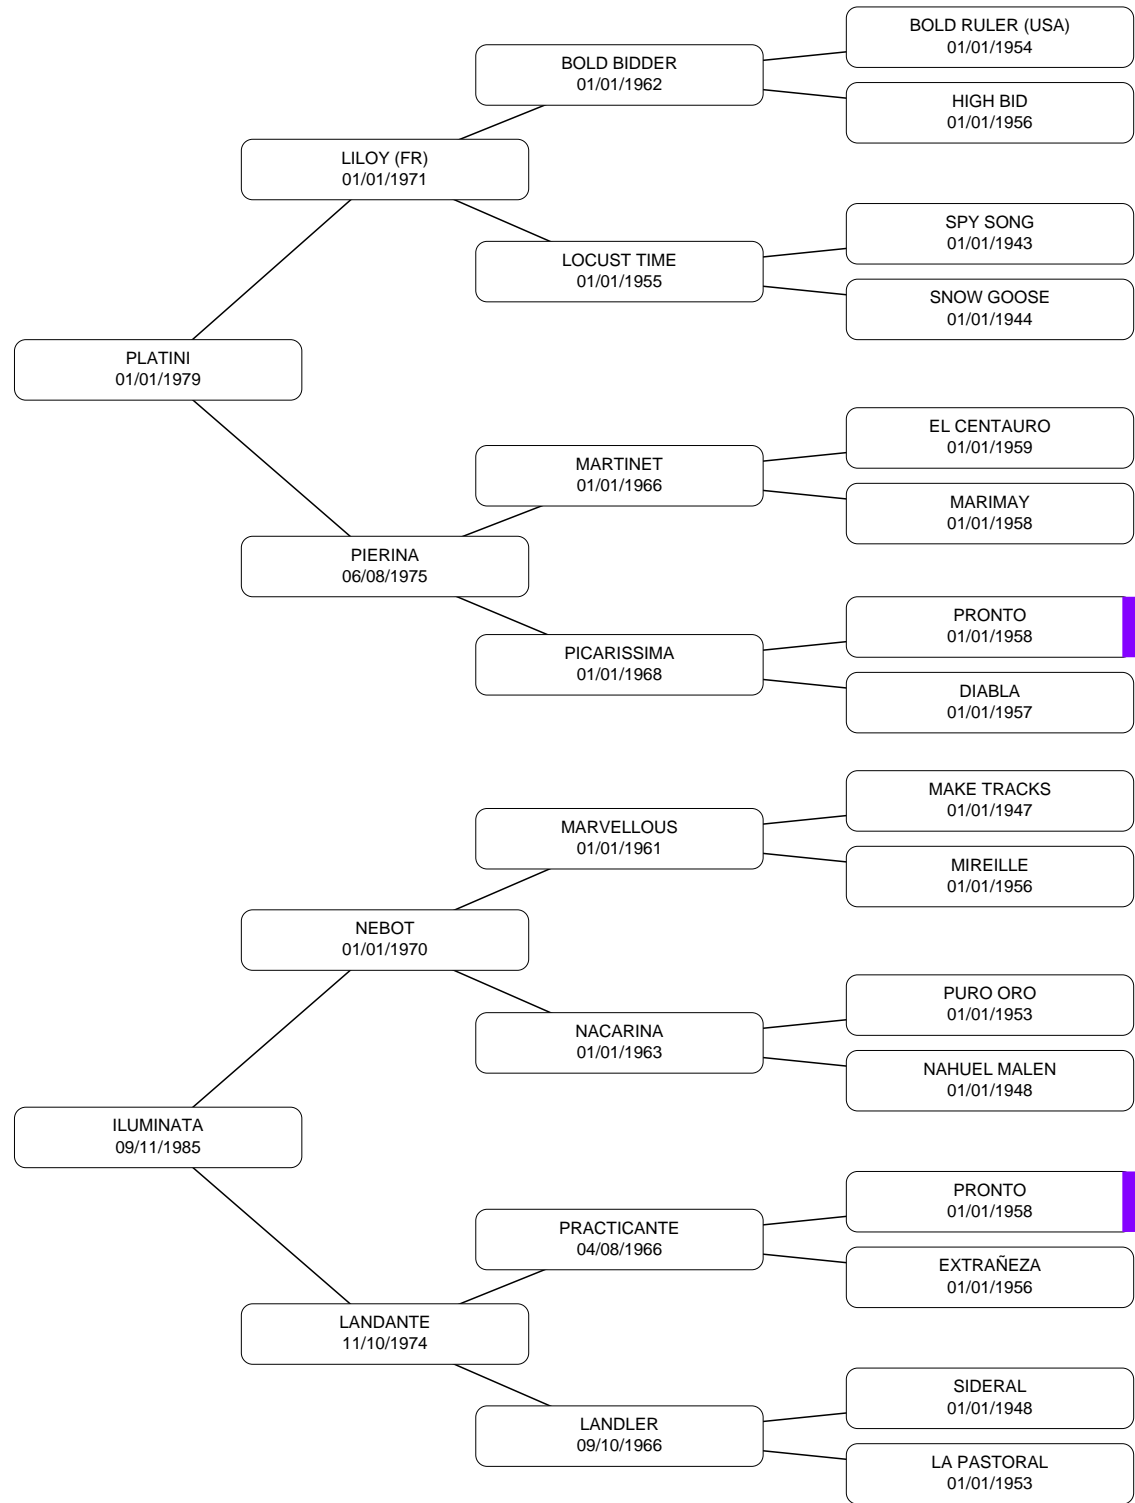 BOLD RULER (USA)
01/01/1954
BOLD BIDDER
01/01/1962
HIGH BID
01/01/1956
LILOY (FR)
01/01/1971
SPY SONG
01/01/1943
LOCUST TIME
01/01/1955
SNOW GOOSE
01/01/1944
PLATINI
01/01/1979
EL CENTAURO
01/01/1959
MARTINET
01/01/1966
MARIMAY
01/01/1958
PIERINA
06/08/1975
PRONTO
01/01/1958
PICARISSIMA
01/01/1968
DIABLA
01/01/1957
MAKE TRACKS
01/01/1947
MARVELLOUS
01/01/1961
MIREILLE
01/01/1956
NEBOT
01/01/1970
PURO ORO
01/01/1953
NACARINA
01/01/1963
NAHUEL MALEN
01/01/1948
ILUMINATA
09/11/1985
PRONTO
01/01/1958
PRACTICANTE
04/08/1966
EXTRAÑEZA
01/01/1956
LANDANTE
11/10/1974
SIDERAL
01/01/1948
LANDLER
09/10/1966
LA PASTORAL
01/01/1953